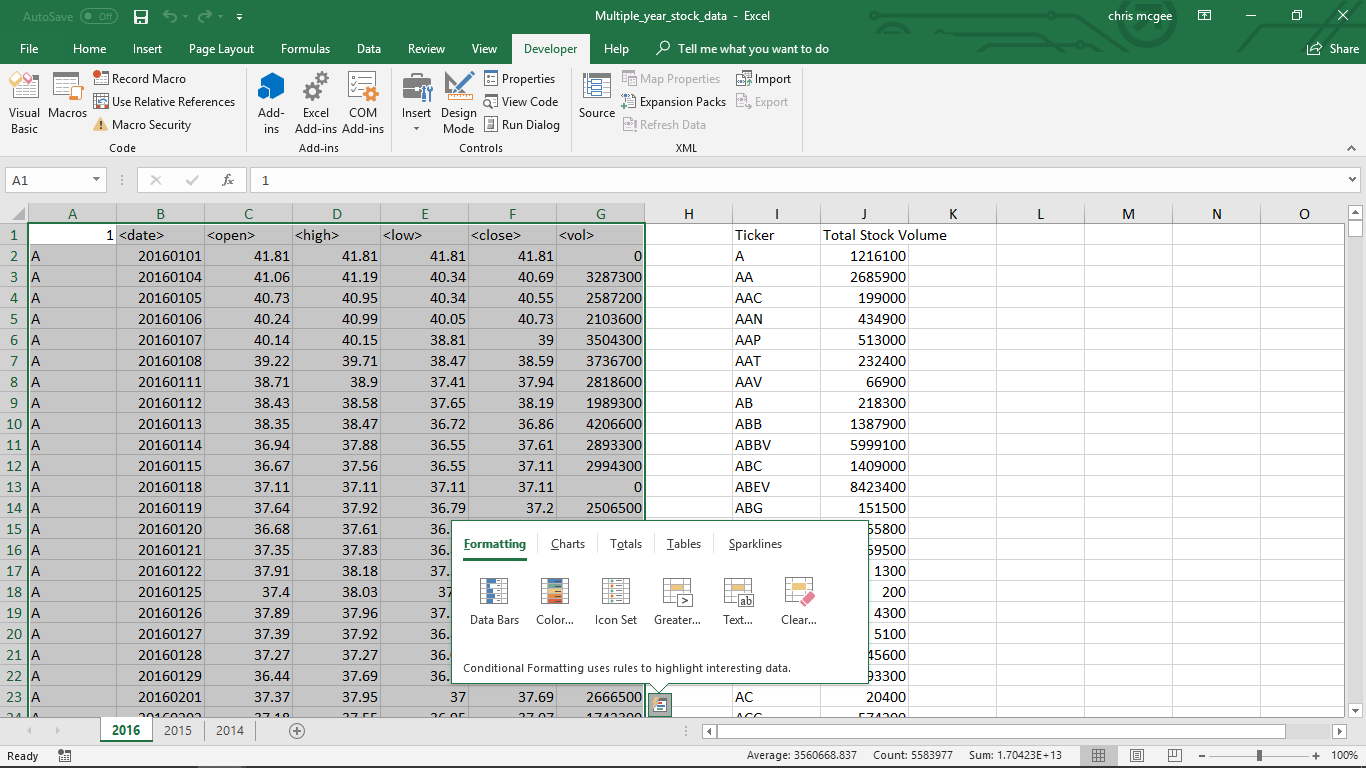 AutoSave Off Multiple_year_stock_data - Excel chris mcgee
File Home Insert Page Layout Formulas Data Review View Developer Help Tell me what you want to do Share
Visual Basic
Macros
Record Macro
Use Relative References
Macro Security
Code
Add-ins
Excel Add-ins
COM Add-ins
Add-ins
Insert
Design Mode
Properties
View Code
Run Dialog
Controls
Source
Map Properties
Expansion Packs
Refresh Data
Import
Export
XML
A1 fx 1
A B C D E F G H I J K L M N O
1 1 <date> <open> <high> <low> <close> <vol> Ticker Total Stock Volume
2 A 20160101 41.81 41.81 41.81 41.81 0 A 1216100
3 A 20160104 41.06 41.19 40.34 40.69 3287300 AA 2685900
4 A 20160105 40.73 40.95 40.34 40.55 2587200 AAC 199000
5 A 20160106 40.24 40.99 40.05 40.73 2103600 AAN 434900
6 A 20160107 40.14 40.15 38.81 39 3504300 AAP 513000
7 A 20160108 39.22 39.71 38.47 38.59 3736700 AAT 232400
8 A 20160111 38.71 38.9 37.41 37.94 2818600 AAV 66900
9 A 20160112 38.43 38.58 37.65 38.19 1989300 AB 218300
10 A 20160113 38.35 38.47 36.72 36.86 4206600 ABB 1387900
11 A 20160114 36.94 37.88 36.55 37.61 2893300 ABBV 5999100
12 A 20160115 36.67 37.56 36.55 37.11 2994300 ABC 1409000
13 A 20160118 37.11 37.11 37.11 37.11 0 ABEV 8423400
14 A 20160119 37.64 37.92 36.79 37.2 2506500 ABG 151500
15 A 20160120 36.68 37.61 36. 55800
16 A 20160121 37.35 37.83 36. 59500
17 A 20160122 37.91 38.18 37. 1300
18 A 20160125 37.4 38.03 37 200
19 A 20160126 37.89 37.96 37. 4300
20 A 20160127 37.39 37.92 36. 5100
21 A 20160128 37.27 37.27 36. 45600
22 A 20160129 36.44 37.69 36. 93300
23 A 20160201 37.37 37.95 37 37.69 2666500 AC 20400
Formatting Charts Totals Tables Sparklines
Data Bars Color... Icon Set Greater... Text... Clear...
Conditional Formatting uses rules to highlight interesting data.
2016 2015 2014
Ready Average: 3560668.837 Count: 5583977 Sum: 1.70423E+13 100%